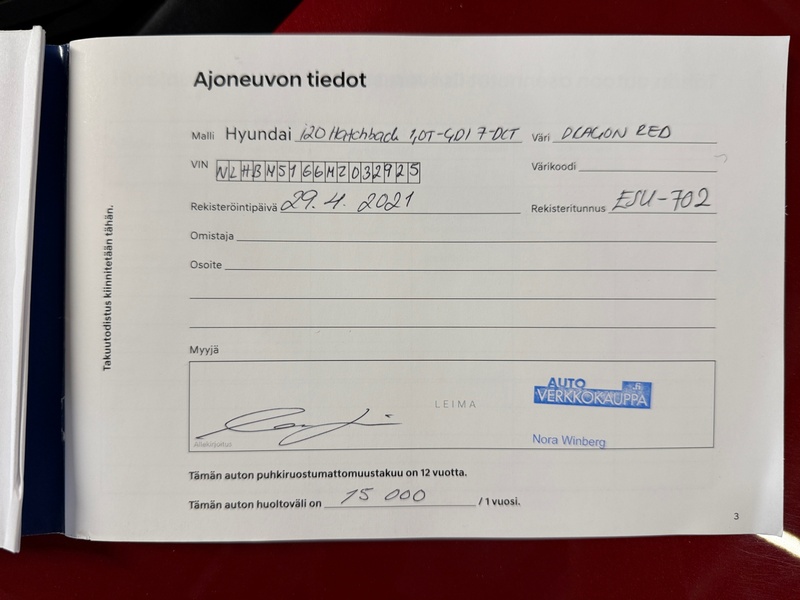 Ajoneuvon tiedot
Malli Hyundai i20 Hatchback 1,0T-GDI 7-DCT Väri DRAGON RED
VIN NLHBM5166MZ032925 Värikoodi
Rekisteröintipäivä 29.4.2021 Rekisteritunnus ESU-702
Omistaja
Osoite
Myyjä
LEIMA
AUTO .fi
VERKKOKAUPPA
Allekirjoitus
Nora Winberg
Tämän auton puhkiruostumattomuustakuu on 12 vuotta.
Tämän auton huoltoväli on 15 000 / 1 vuosi.
3
Takuutodistus kiinnitetään tähän.